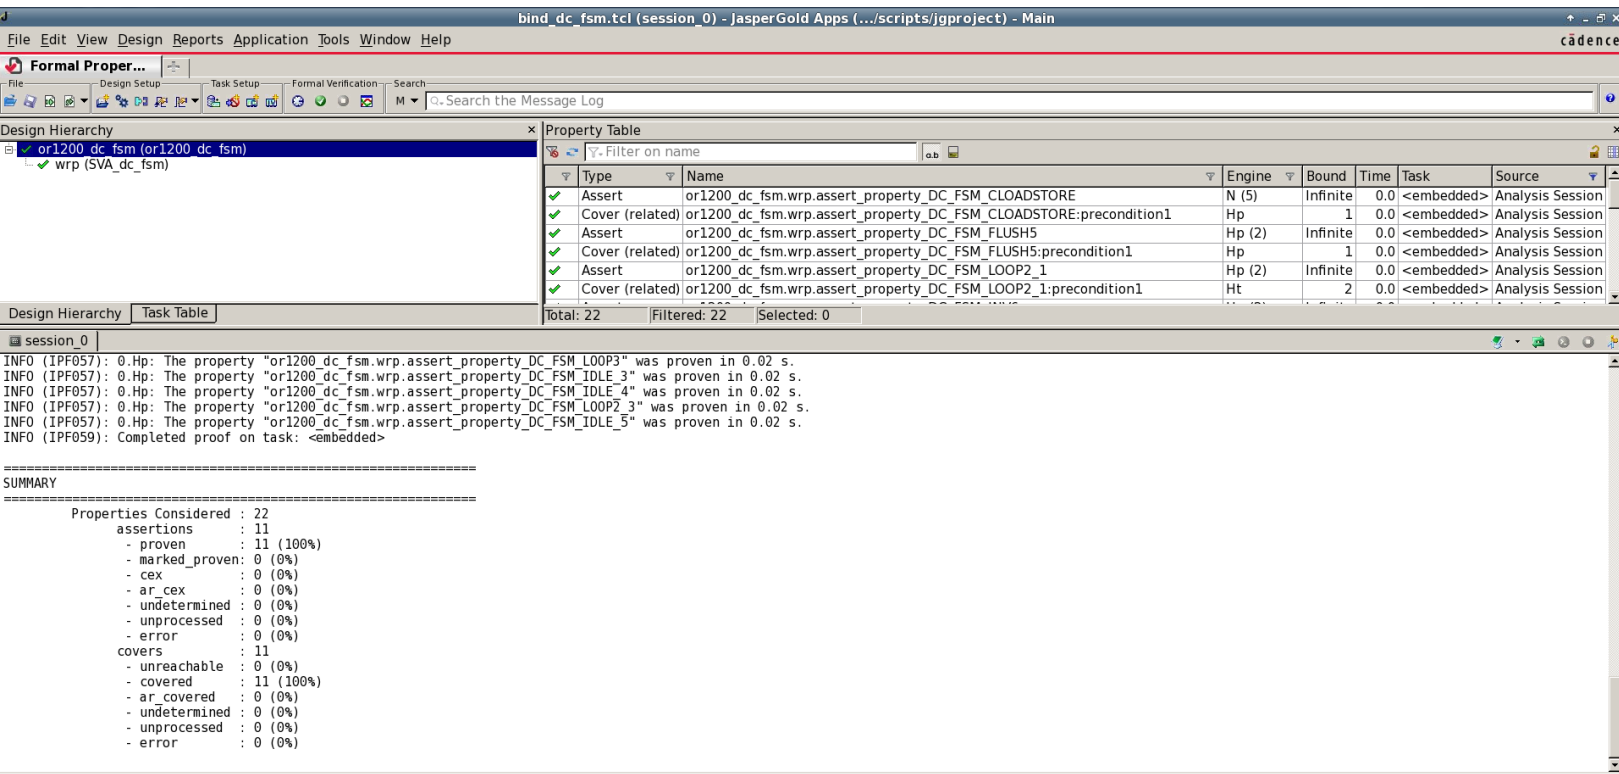 bind_dc_fsm.tcl (session_0) - JasperGold Apps (.../scripts/jgproject) - Main
File Edit View Design Reports Application Tools Window Help
cādence
Formal Proper...
File Design Setup Task Setup Formal Verification Search
M Search the Message Log
Design Hierarchy
or1200_dc_fsm (or1200_dc_fsm)
wrp (SVA_dc_fsm)
Design Hierarchy Task Table
Property Table
Filter on name a.b
Type Name Engine Bound Time Task Source
Assert or1200_dc_fsm.wrp.assert_property_DC_FSM_CLOADSTORE N (5) Infinite 0.0 <embedded> Analysis Session
Cover (related) or1200_dc_fsm.wrp.assert_property_DC_FSM_CLOADSTORE:precondition1 Hp 1 0.0 <embedded> Analysis Session
Assert or1200_dc_fsm.wrp.assert_property_DC_FSM_FLUSH5 Hp (2) Infinite 0.0 <embedded> Analysis Session
Cover (related) or1200_dc_fsm.wrp.assert_property_DC_FSM_FLUSH5:precondition1 Hp 1 0.0 <embedded> Analysis Session
Assert or1200_dc_fsm.wrp.assert_property_DC_FSM_LOOP2_1 Hp (2) Infinite 0.0 <embedded> Analysis Session
Cover (related) or1200_dc_fsm.wrp.assert_property_DC_FSM_LOOP2_1:precondition1 Ht 2 0.0 <embedded> Analysis Session
Total: 22 Filtered: 22 Selected: 0
session_0
INFO (IPF057): 0.Hp: The property "or1200_dc_fsm.wrp.assert_property_DC_FSM_LOOP3" was proven in 0.02 s.
INFO (IPF057): 0.Hp: The property "or1200_dc_fsm.wrp.assert_property_DC_FSM_IDLE_3" was proven in 0.02 s.
INFO (IPF057): 0.Hp: The property "or1200_dc_fsm.wrp.assert_property_DC_FSM_IDLE_4" was proven in 0.02 s.
INFO (IPF057): 0.Hp: The property "or1200_dc_fsm.wrp.assert_property_DC_FSM_LOOP2_3" was proven in 0.02 s.
INFO (IPF057): 0.Hp: The property "or1200_dc_fsm.wrp.assert_property_DC_FSM_IDLE_5" was proven in 0.02 s.
INFO (IPF059): Completed proof on task: <embedded>
==============================================================
SUMMARY
==============================================================
Properties Considered : 22
assertions : 11
- proven : 11 (100%)
- marked_proven: 0 (0%)
- cex : 0 (0%)
- ar_cex : 0 (0%)
- undetermined : 0 (0%)
- unprocessed : 0 (0%)
- error : 0 (0%)
covers : 11
- unreachable : 0 (0%)
- covered : 11 (100%)
- ar_covered : 0 (0%)
- undetermined : 0 (0%)
- unprocessed : 0 (0%)
- error : 0 (0%)